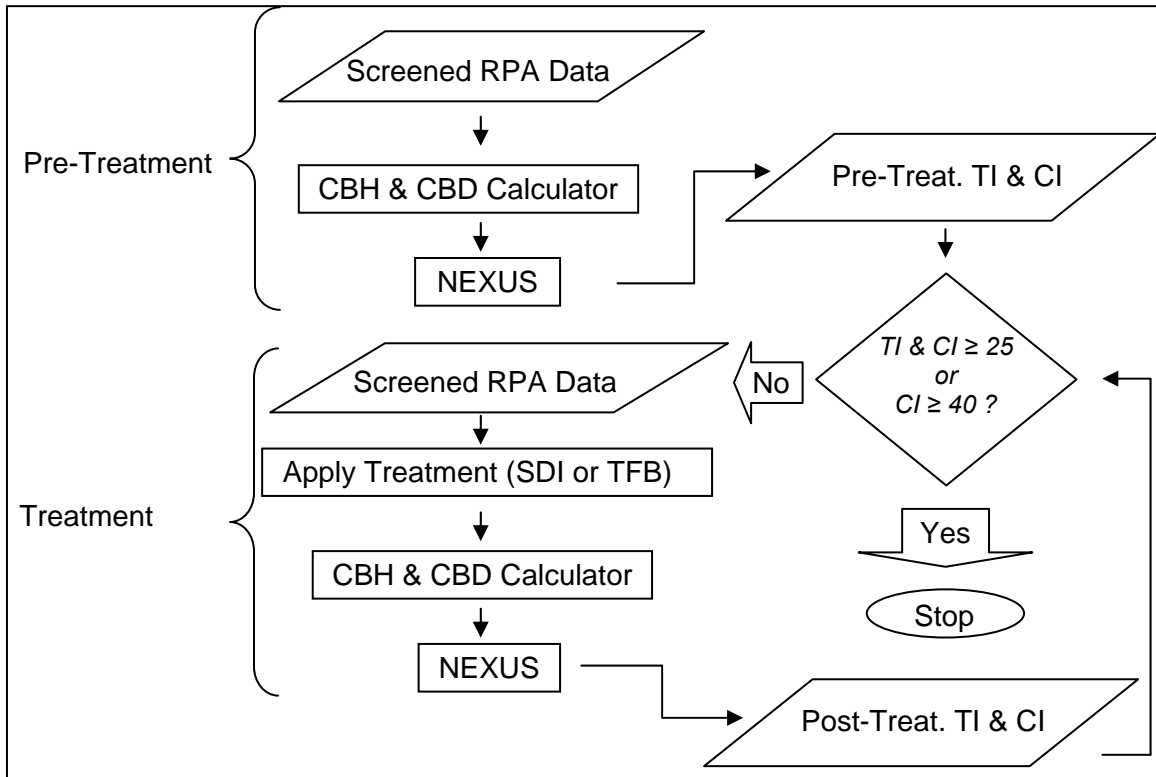 Pre-Treatment
Screened RPA Data
CBH & CBD Calculator
NEXUS
Pre-Treat. TI & CI
TI & CI ≥ 25
or
CI ≥ 40 ?
No
Yes
Stop
Treatment
Screened RPA Data
Apply Treatment (SDI or TFB)
CBH & CBD Calculator
NEXUS
Post-Treat. TI & CI